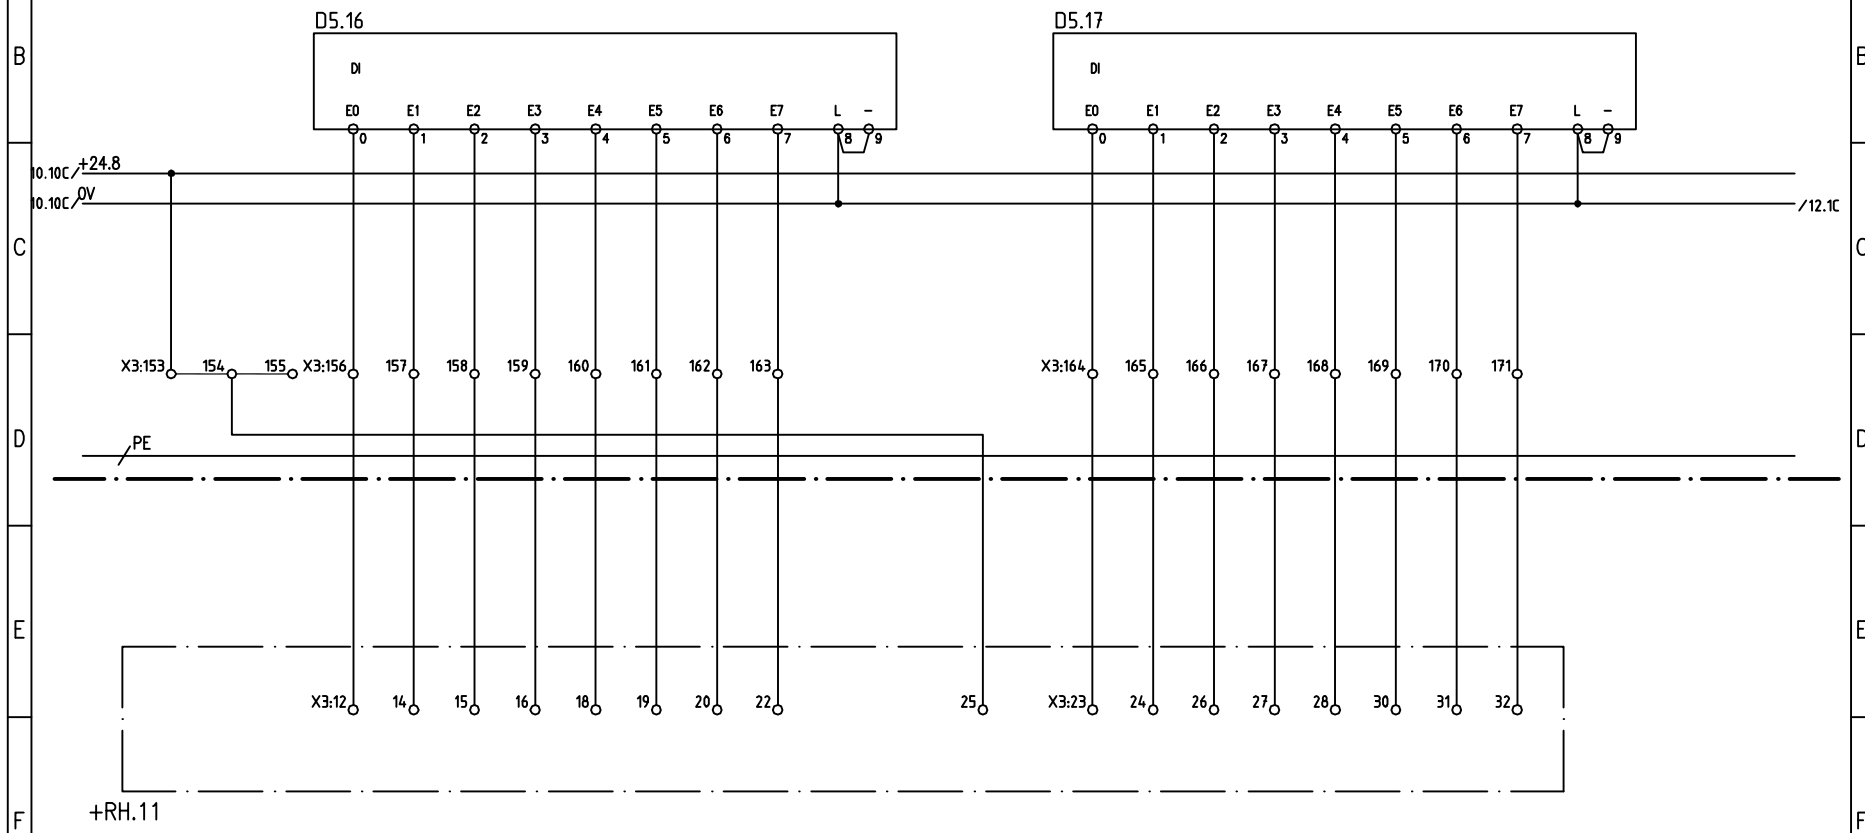 D5.16 D5.17
B B
DI DI
E0 E1 E2 E3 E4 E5 E6 E7 L - E0 E1 E2 E3 E4 E5 E6 E7 L -
0 1 2 3 4 5 6 7 8 9 0 1 2 3 4 5 6 7 8 9
10.10C/ +24.8
10.10C/ 0V /12.1C
C C
X3:153 154 155 X3:156 157 158 159 160 161 162 163 X3:164 165 166 167 168 169 170 171
D PE D
E E
X3:12 14 15 16 18 19 20 22 25 X3:23 24 26 27 28 30 31 32
+RH.11
F F